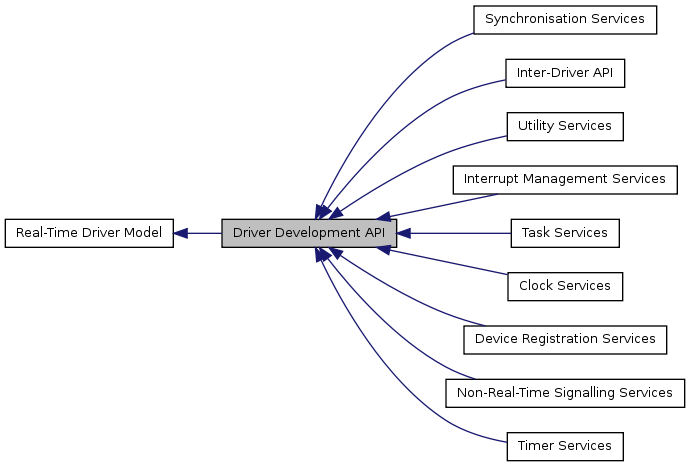 Synchronisation Services
Inter-Driver API
Utility Services
Interrupt Management Services
Real-Time Driver Model
Driver Development API
Task Services
Clock Services
Device Registration Services
Non-Real-Time Signalling Services
Timer Services